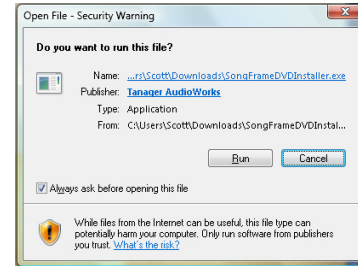 Open File - Security Warning
Do you want to run this file?
Name: ...rs\Scott\Downloads\SongFrameDVDInstaller.exe
Publisher: Tanager AudioWorks
Type: Application
From: C:\Users\Scott\Downloads\SongFrameDVDInstal...
Run Cancel
Always ask before opening this file
While files from the Internet can be useful, this file type can
potentially harm your computer. Only run software from publishers
you trust. What's the risk?